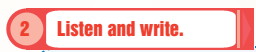 2 Listen and write.